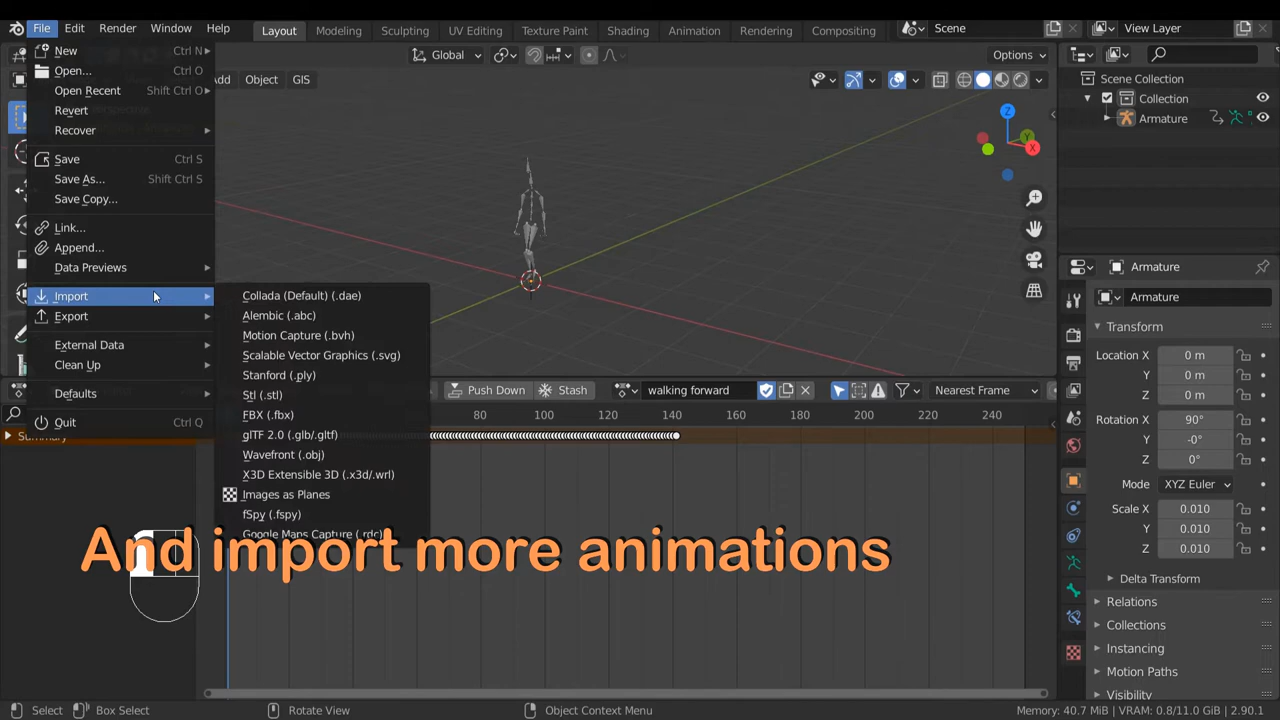 File Edit Render Window Help Layout Modeling Sculpting UV Editing Texture Paint Shading Animation Rendering Compositing Scene View Layer
New Ctrl N
Open... Ctrl O
Open Recent Shift Ctrl O
Revert
Recover
Save Ctrl S
Save As... Shift Ctrl S
Save Copy...
Link...
Append...
Data Previews
Import
Export
External Data
Clean Up
Defaults
Quit
Summary
Collada (Default) (.dae)
Alembic (.abc)
Motion Capture (.bvh)
Scalable Vector Graphics (.svg)
Stanford (.ply)
Stl (.stl)
FBX (.fbx)
glTF 2.0 (.glb/.gltf)
Wavefront (.obj)
X3D Extensible 3D (.x3d/.wrl)
Images as Planes
fSpy (.fspy)
Google Maps Capture (.rdc)
Global Options
Object GIS
Z
Y
X
Push Down Stash walking forward Nearest Frame
80 100 120 140 160 180 200 220 240
And import more animations
Scene Collection
Collection
Armature
Armature
Armature
Transform
Location X 0 m
Y 0 m
Z 0 m
Rotation X 90°
Y -0°
Z 0°
Mode XYZ Euler
Scale X 0.010
Y 0.010
Z 0.010
Delta Transform
Relations
Collections
Instancing
Motion Paths
Visibility
Select Box Select Rotate View Object Context Menu Memory: 40.7 MiB | VRAM: 0.8/11.0 GiB | 2.90.1